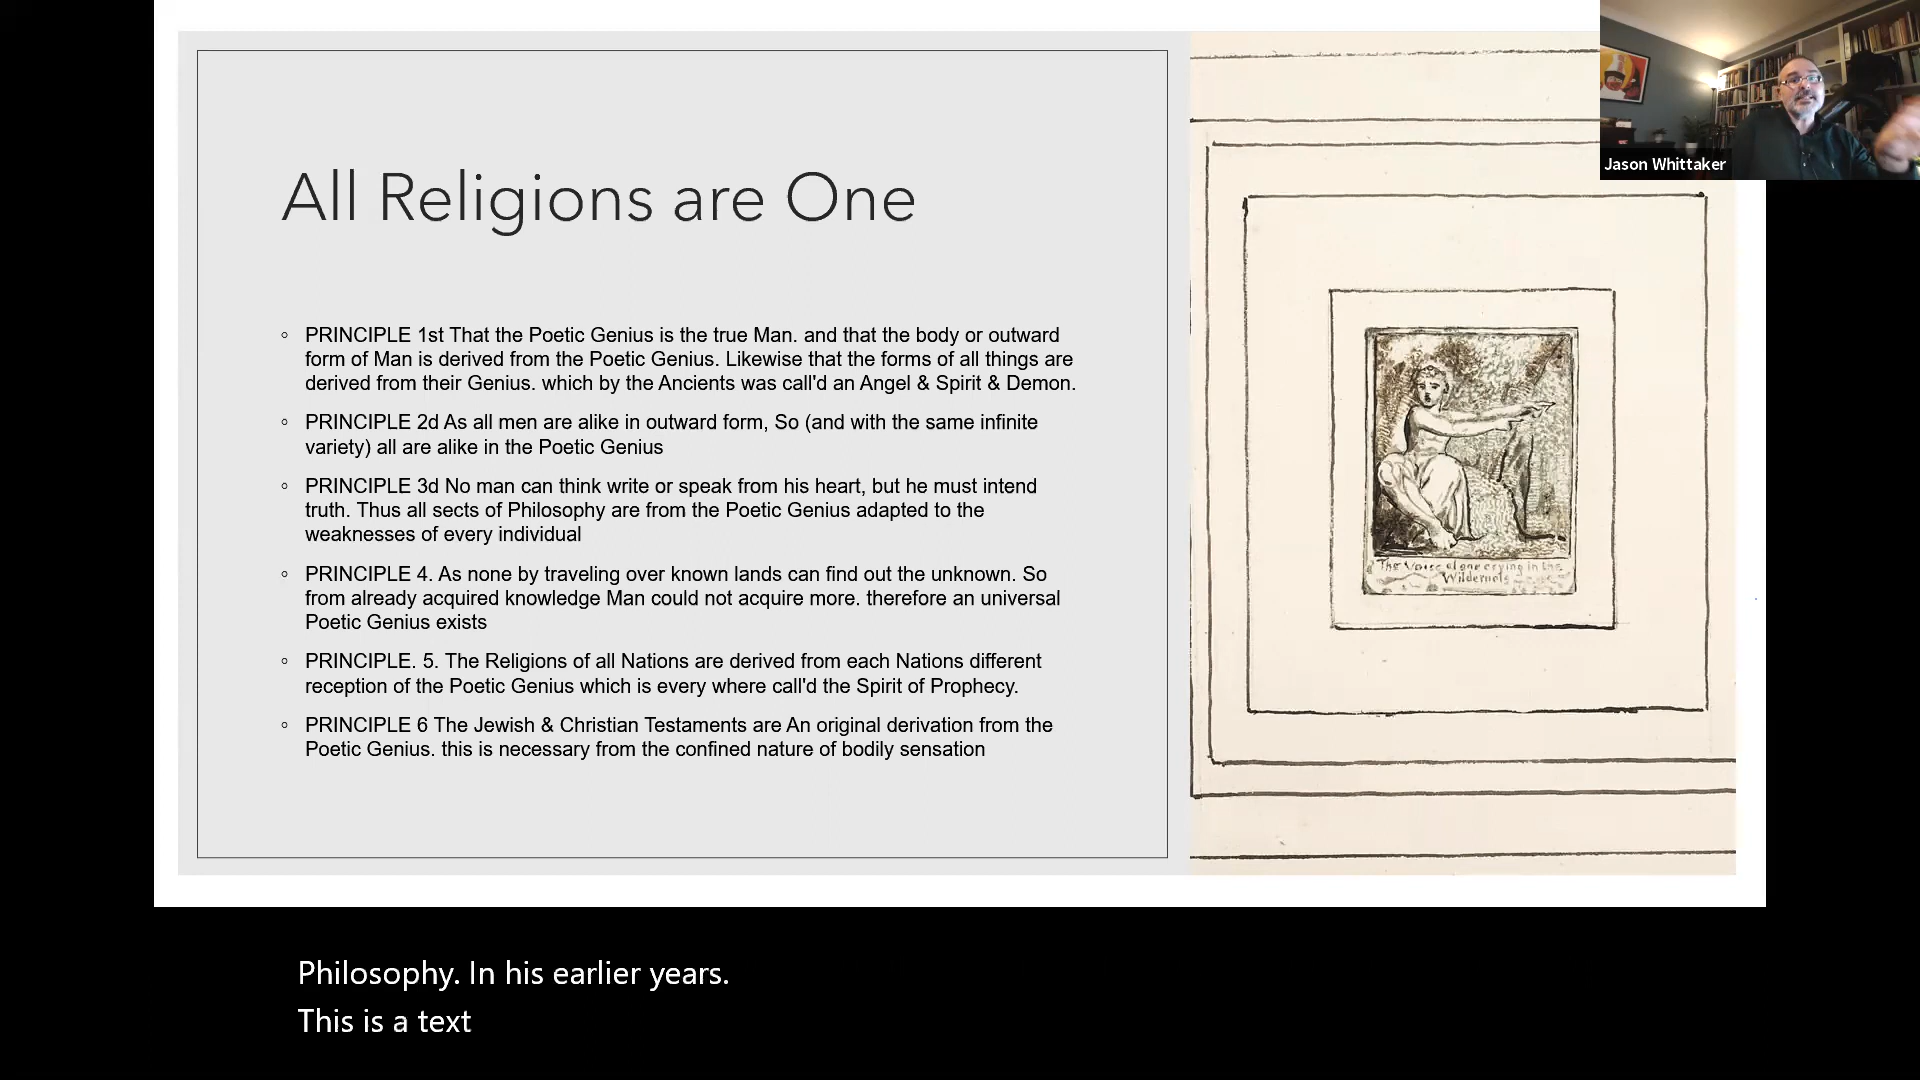 All Religions are One
PRINCIPLE 1st That the Poetic Genius is the true Man. and that the body or outward
form of Man is derived from the Poetic Genius. Likewise that the forms of all things are
derived from their Genius. which by the Ancients was call'd an Angel & Spirit & Demon.
PRINCIPLE 2d As all men are alike in outward form, So (and with the same infinite
variety) all are alike in the Poetic Genius
PRINCIPLE 3d No man can think write or speak from his heart, but he must intend
truth. Thus all sects of Philosophy are from the Poetic Genius adapted to the
weaknesses of every individual
PRINCIPLE 4. As none by traveling over known lands can find out the unknown. So
from already acquired knowledge Man could not acquire more. therefore an universal
Poetic Genius exists
PRINCIPLE. 5. The Religions of all Nations are derived from each Nations different
reception of the Poetic Genius which is every where call'd the Spirit of Prophecy.
PRINCIPLE 6 The Jewish & Christian Testaments are An original derivation from the
Poetic Genius. this is necessary from the confined nature of bodily sensation
The Voice of one crying in the
Wilderness
Jason Whittaker
Philosophy. In his earlier years.
This is a text